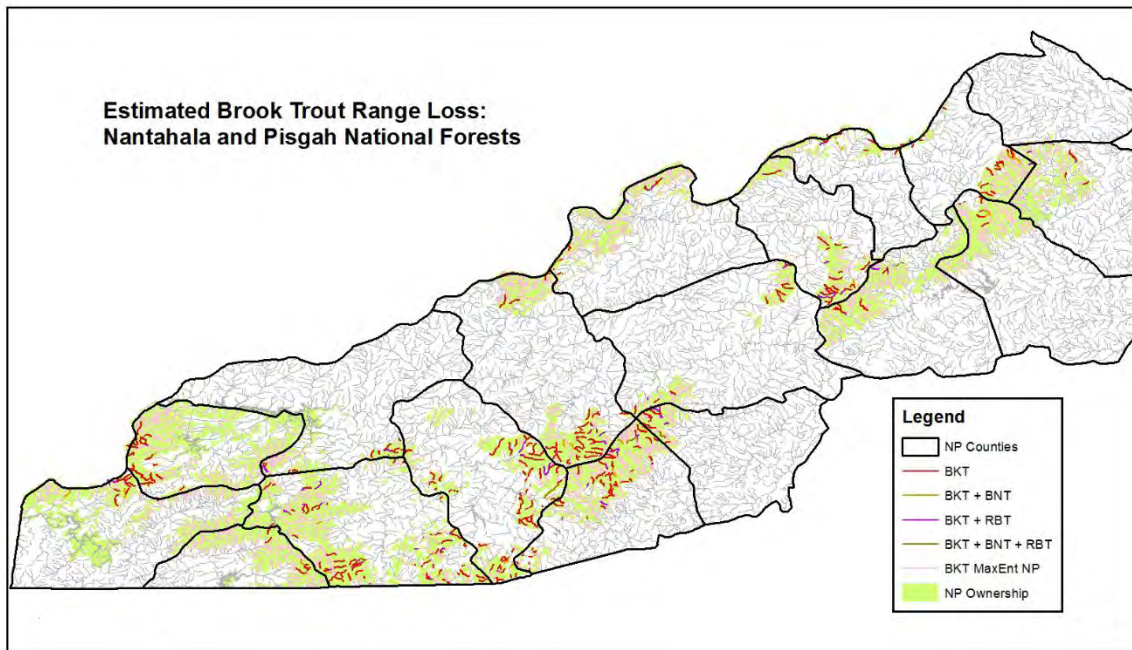 Estimated Brook Trout Range Loss:
Nantahala and Pisgah National Forests
Legend
NP Counties
BKT
BKT + BNT
BKT + RBT
BKT + BNT + RBT
BKT MaxEnt NP
NP Ownership